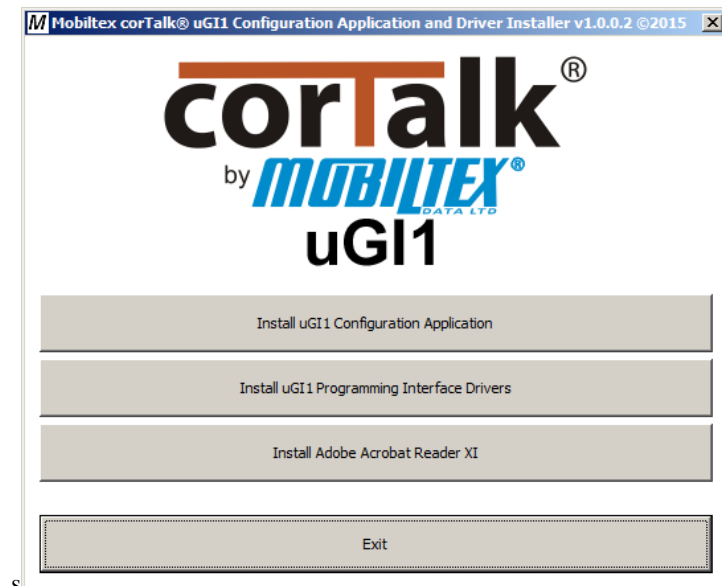 M Mobiltex corTalk® uGI1 Configuration Application and Driver Installer v1.0.0.2 ©2015 X
corTalk®
by MOBILTEX®
DATA LTD
uGI1
Install uGI1 Configuration Application
Install uGI1 Programming Interface Drivers
Install Adobe Acrobat Reader XI
Exit
s